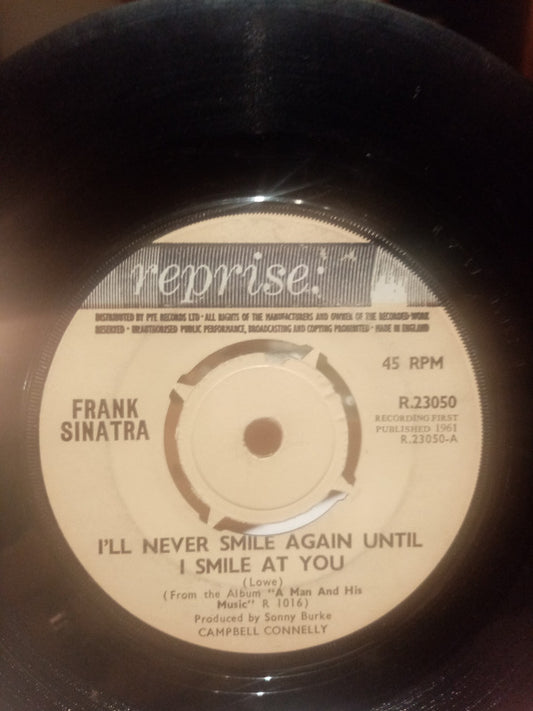 reprise:
DISTRIBUTED BY PYE RECORDS LTD · ALL RIGHTS OF THE MANUFACTURERS AND OWNER OF THE RECORDED WORK
RESERVED · UNAUTHORISED PUBLIC PERFORMANCE, BROADCASTING AND COPYING PROHIBITED · MADE IN ENGLAND
45 RPM
FRANK
SINATRA
R.23050
RECORDING FIRST
PUBLISHED 1961
R.23050-A
I'LL NEVER SMILE AGAIN UNTIL
I SMILE AT YOU
(Lowe)
(From the Album "A Man And His
Music" R 1016)
Produced by Sonny Burke
CAMPBELL CONNELLY